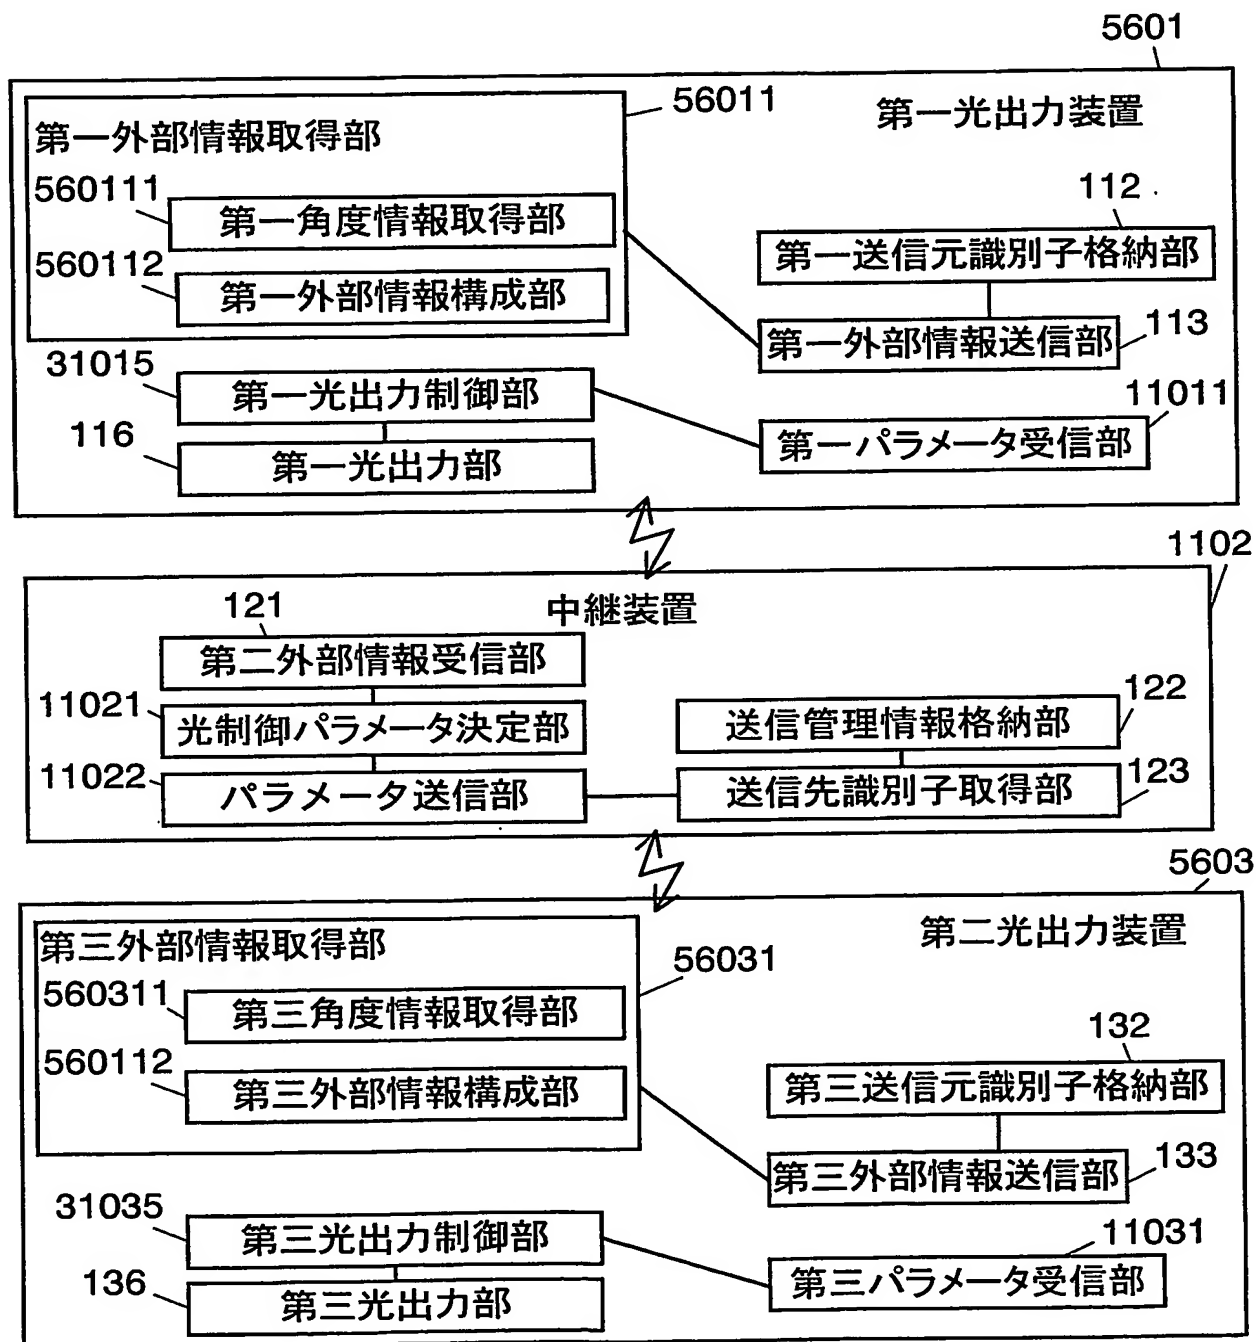 5601
56011
第一光出力装置
第一外部情報取得部
560111
第一角度情報取得部
112
第一送信元識別子格納部
560112
第一外部情報構成部
第一外部情報送信部
113
31015
第一光出力制御部
11011
第一パラメータ受信部
116
第一光出力部
1102
121
中継装置
第二外部情報受信部
11021
光制御パラメータ決定部
122
送信管理情報格納部
11022
パラメータ送信部
123
送信先識別子取得部
5603
第二光出力装置
第三外部情報取得部
56031
560311
第三角度情報取得部
132
第三送信元識別子格納部
560112
第三外部情報構成部
第三外部情報送信部
133
31035
第三光出力制御部
11031
第三パラメータ受信部
136
第三光出力部